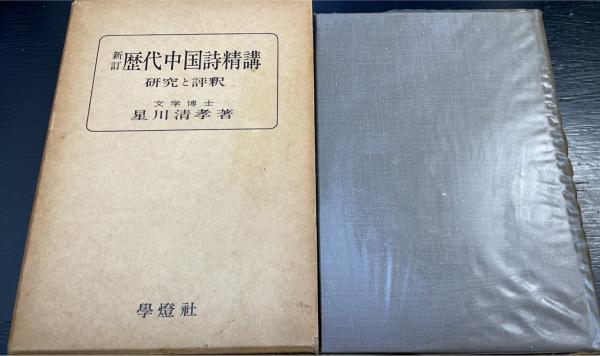 新訂 歴代中国詩精講
研究と評釈
文学博士
星川清孝著
學燈社